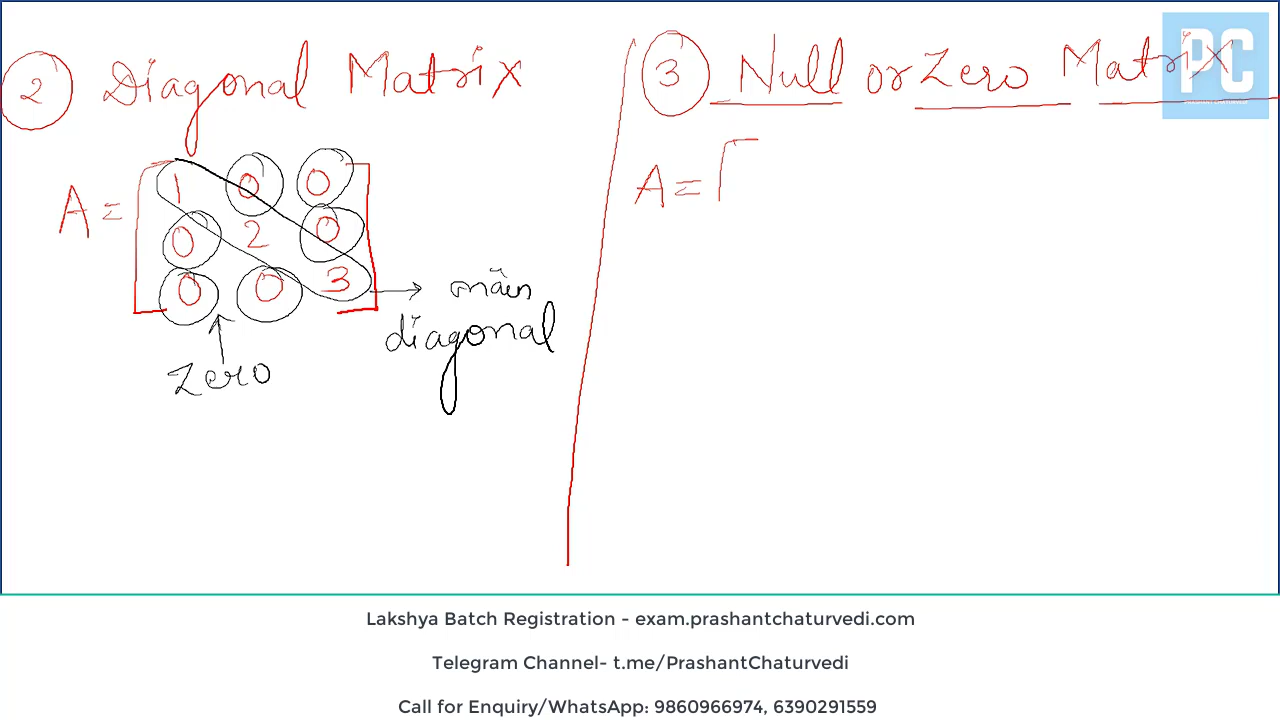 ② Diagonal Matrix
A = [1 0 0
0 2 0
0 0 3]
main
diagonal
Zero
③ Null or Zero Matrix
A = [
PC
Lakshya Batch Registration - exam.prashantchaturvedi.com
Telegram Channel- t.me/PrashantChaturvedi
Call for Enquiry/WhatsApp: 9860966974, 6390291559